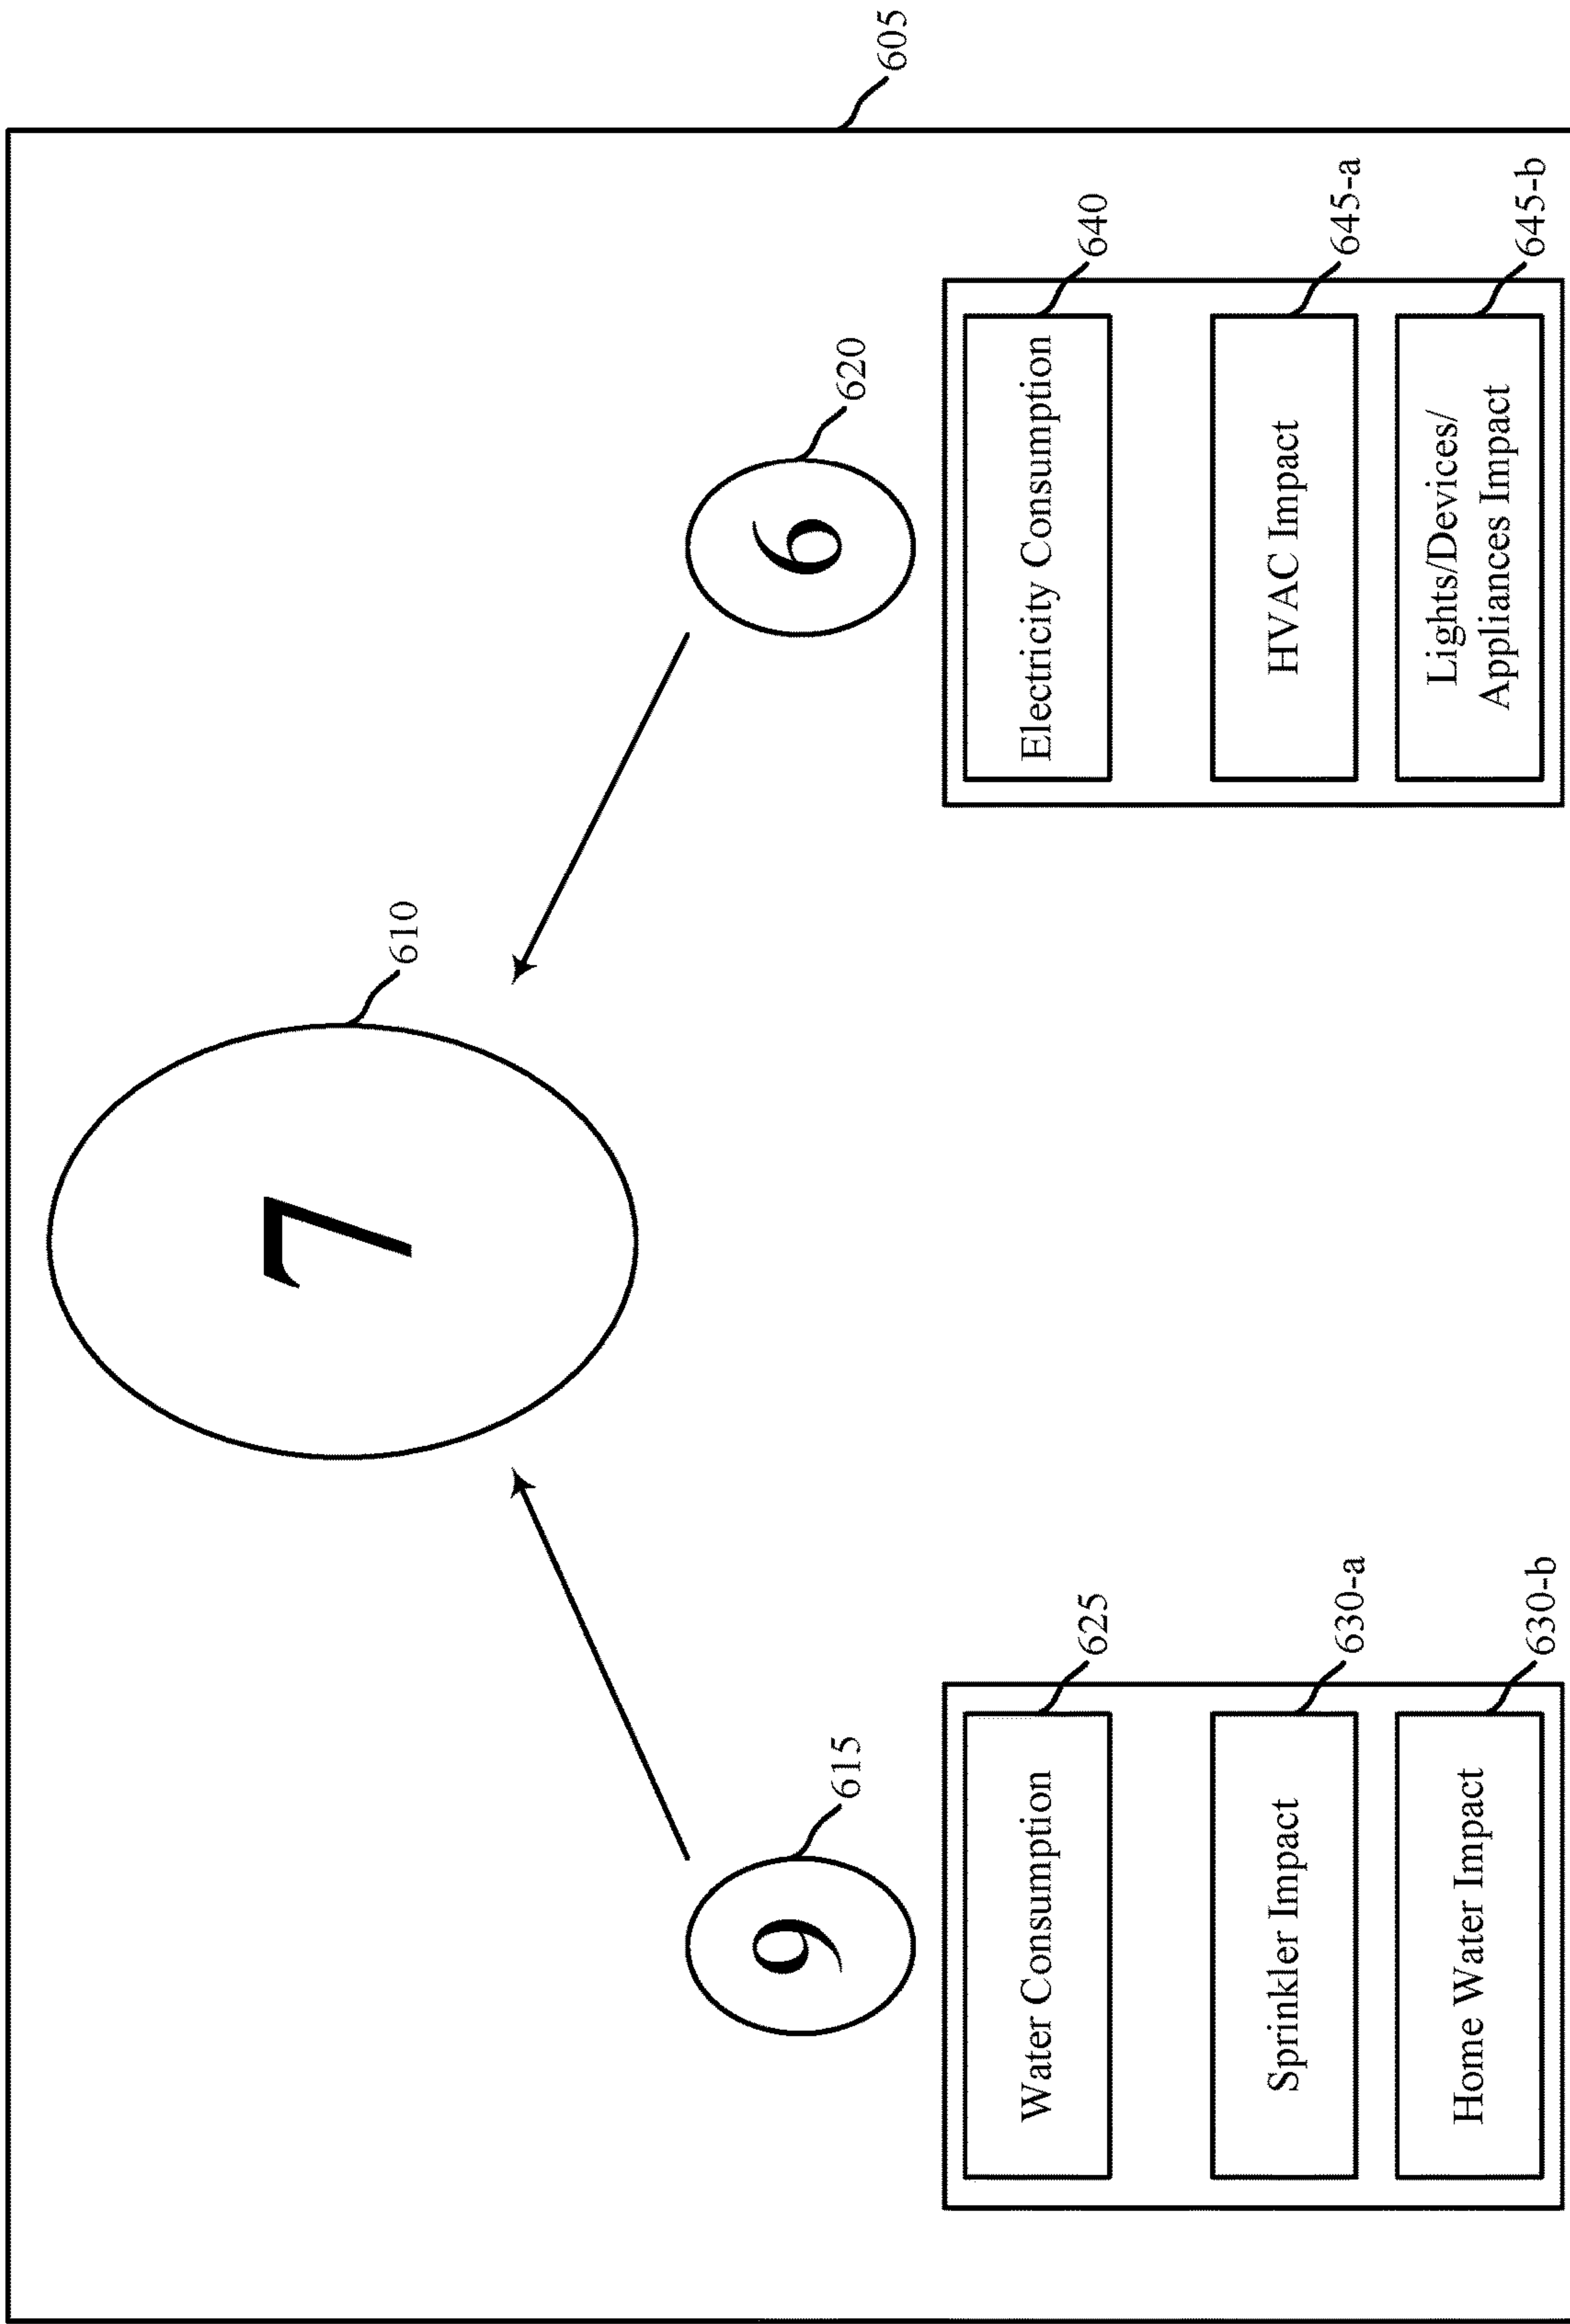 7
610
9
615
6
620
605
Water Consumption
625
Sprinkler Impact
630-a
Home Water Impact
630-b
Electricity Consumption
640
HVAC Impact
645-a
Lights/Devices/
Appliances Impact
645-b